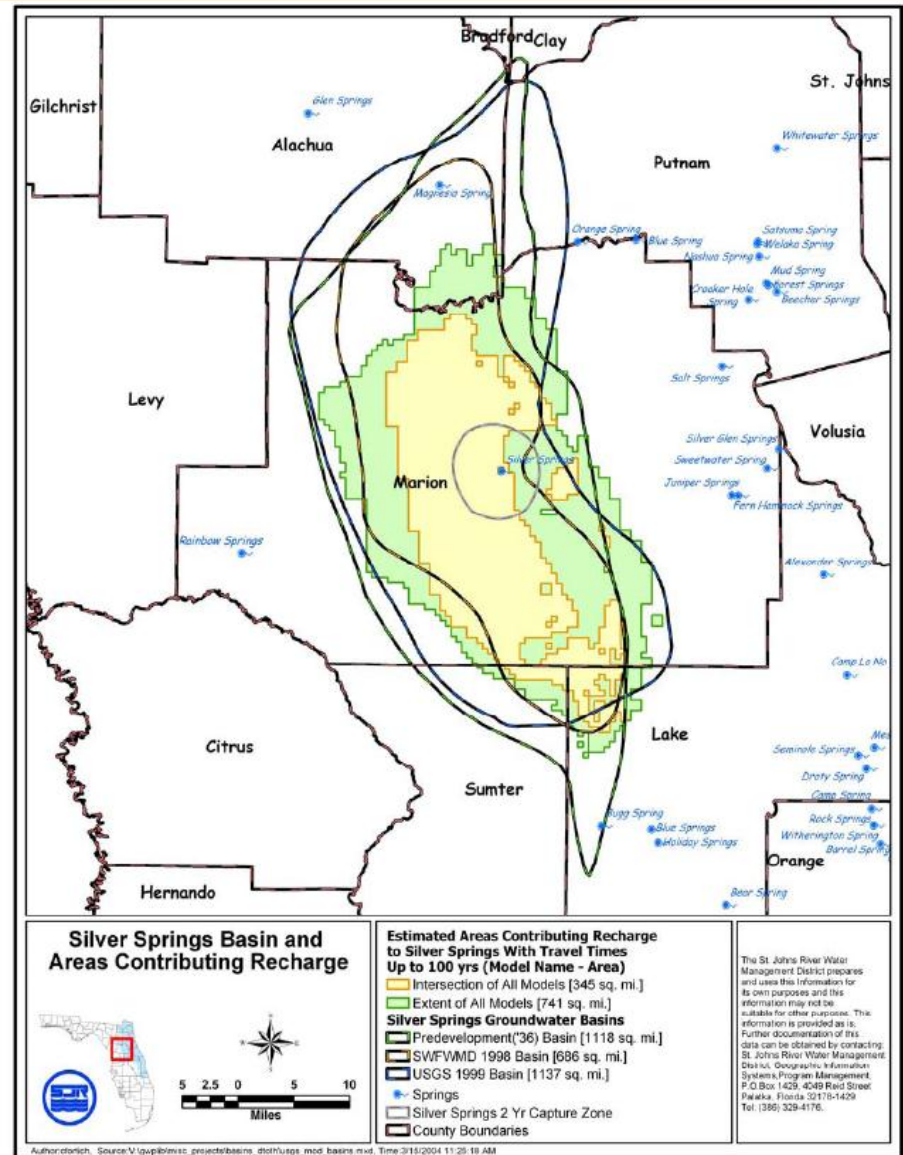 Bradford
Clay
Gilchrist
St. Johns
Glen Springs
Alachua
Whitewater Springs
Putnam
Magnesia Spring
Orange Spring
Blue Spring
Satsuma Spring
Welaka Spring
Nashua Spring
Mud Spring
Forest Springs
Croaker Hole
Spring
Beecher Springs
Salt Springs
Levy
Volusia
Silver Glen Springs
Silver Springs
Sweetwater Spring
Marion
Juniper Springs
Fern Hammock Springs
Rainbow Springs
Alexander Springs
Camp La No
Lake
Citrus
Mes
Seminole Springs
Droty Spring
Sumter
Camp Spring
Bugg Spring
Rock Springs
Blue Springs
Witherington Spring
Holiday Springs
Barrel Spring
Orange
Hernando
Bear Spring
Silver Springs Basin and
Areas Contributing Recharge
SJR
5 2.5 0 5 10
Miles
Estimated Areas Contributing Recharge
to Silver Springs With Travel Times
Up to 100 yrs (Model Name - Area)
Intersection of All Models [345 sq. mi.]
Extent of All Models [741 sq. mi.]
Silver Springs Groundwater Basins
Predevelopment('36) Basin [1118 sq. mi.]
SWFWMD 1998 Basin [686 sq. mi.]
USGS 1999 Basin [1137 sq. mi.]
Springs
Silver Springs 2 Yr Capture Zone
County Boundaries
The St. Johns River Water
Management District prepares
and uses this information for
its own purposes and this
information may not be
suitable for other purposes. This
information is provided as is.
Further documentation of this
data can be obtained by contacting:
St. Johns River Water Management
District, Geographic Information
Systems, Program Management,
P.O.Box 1429, 4049 Reid Street
Palatka, Florida 32178-1429
Tel: (386) 329-4176.
Time:3/15/2004 11:25:18 AM